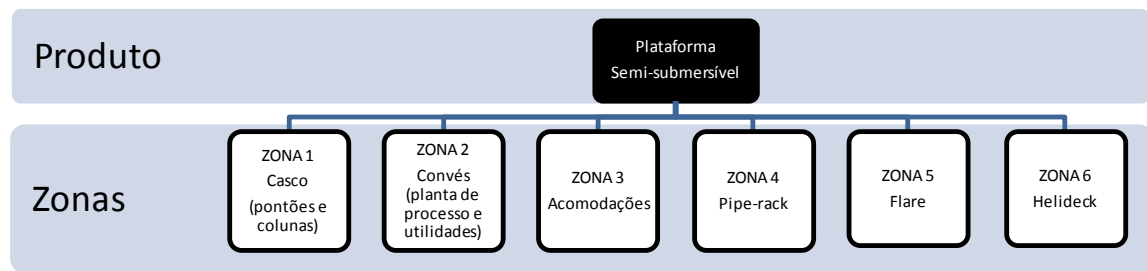 Produto
Plataforma
Semi-submersível
Zonas
ZONA 1
Casco
(pontões e
colunas)
ZONA 2
Convés
(planta de
processo e
utilidades)
ZONA 3
Acomodações
ZONA 4
Pipe-rack
ZONA 5
Flare
ZONA 6
Helideck